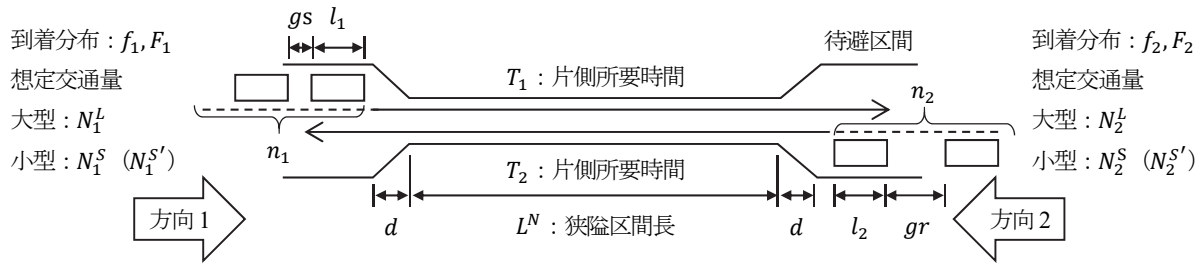 到着分布：f₁, F₁
想定交通量
大型：N₁ᴸ
小型：N₁ˢ（N₁ˢ′）
方向1
gs
l₁
n₁
T₁：片側所要時間
T₂：片側所要時間
d
Lᴺ：狭隘区間長
d
待避区間
n₂
l₂
gr
到着分布：f₂, F₂
想定交通量
大型：N₂ᴸ
小型：N₂ˢ（N₂ˢ′）
方向2